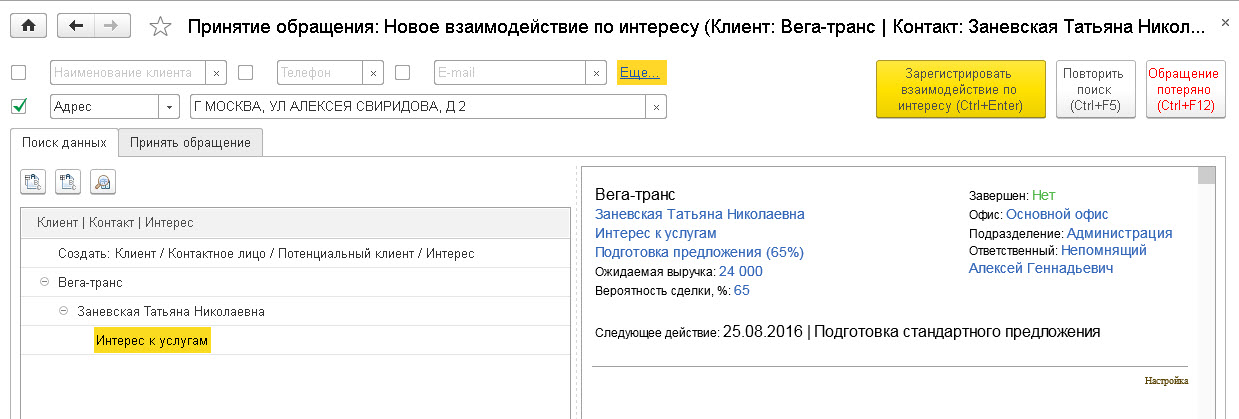 Принятие обращения: Новое взаимодействие по интересу (Клиент: Вега-транс | Контакт: Заневская Татьяна Никол...
Наименование клиента
Телефон
E-mail
Еще...
Зарегистрировать
взаимодействие по
интересу (Ctrl+Enter)
Повторить
поиск
(Ctrl+F5)
Обращение
потеряно
(Ctrl+F12)
Адрес
Г МОСКВА, УЛ АЛЕКСЕЯ СВИРИДОВА, Д 2
Поиск данных
Принять обращение
Клиент | Контакт | Интерес
Создать: Клиент / Контактное лицо / Потенциальный клиент / Интерес
Вега-транс
Заневская Татьяна Николаевна
Интерес к услугам
Вега-транс
Заневская Татьяна Николаевна
Интерес к услугам
Подготовка предложения (65%)
Ожидаемая выручка: 24 000
Вероятность сделки, %: 65
Завершен: Нет
Офис: Основной офис
Подразделение: Администрация
Ответственный: Непомнящий
Алексей Геннадьевич
Следующее действие: 25.08.2016 | Подготовка стандартного предложения
Настройка